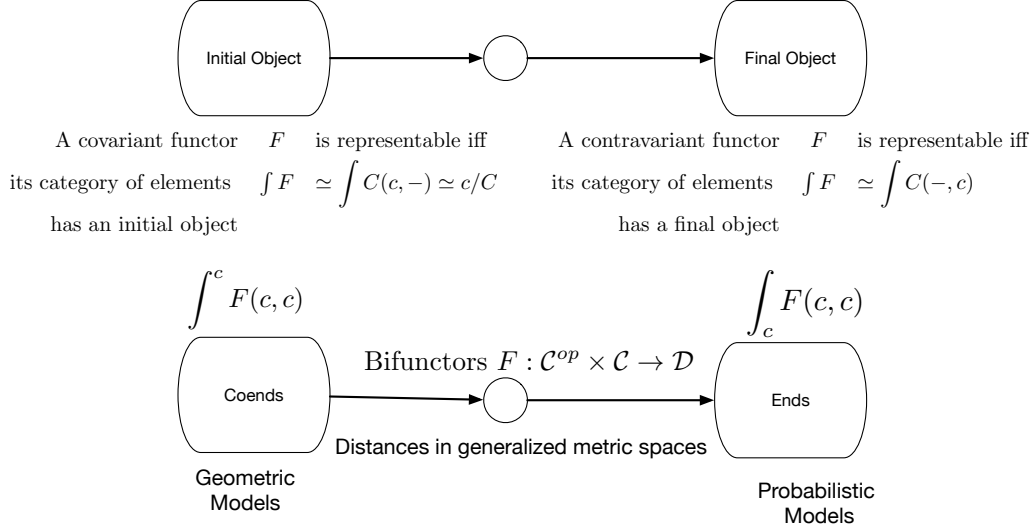 Initial Object
Final Object
A covariant functor F is representable iff
its category of elements ∫ F ≃ ∫ C(c, −) ≃ c/C
has an initial object
A contravariant functor F is representable iff
its category of elements ∫ F ≃ ∫ C(−, c)
has a final object
∫^c F(c, c)
∫_c F(c, c)
Bifunctors F : 𝒞^{op} × 𝒞 → 𝒟
Coends
Ends
Distances in generalized metric spaces
Geometric
Models
Probabilistic
Models